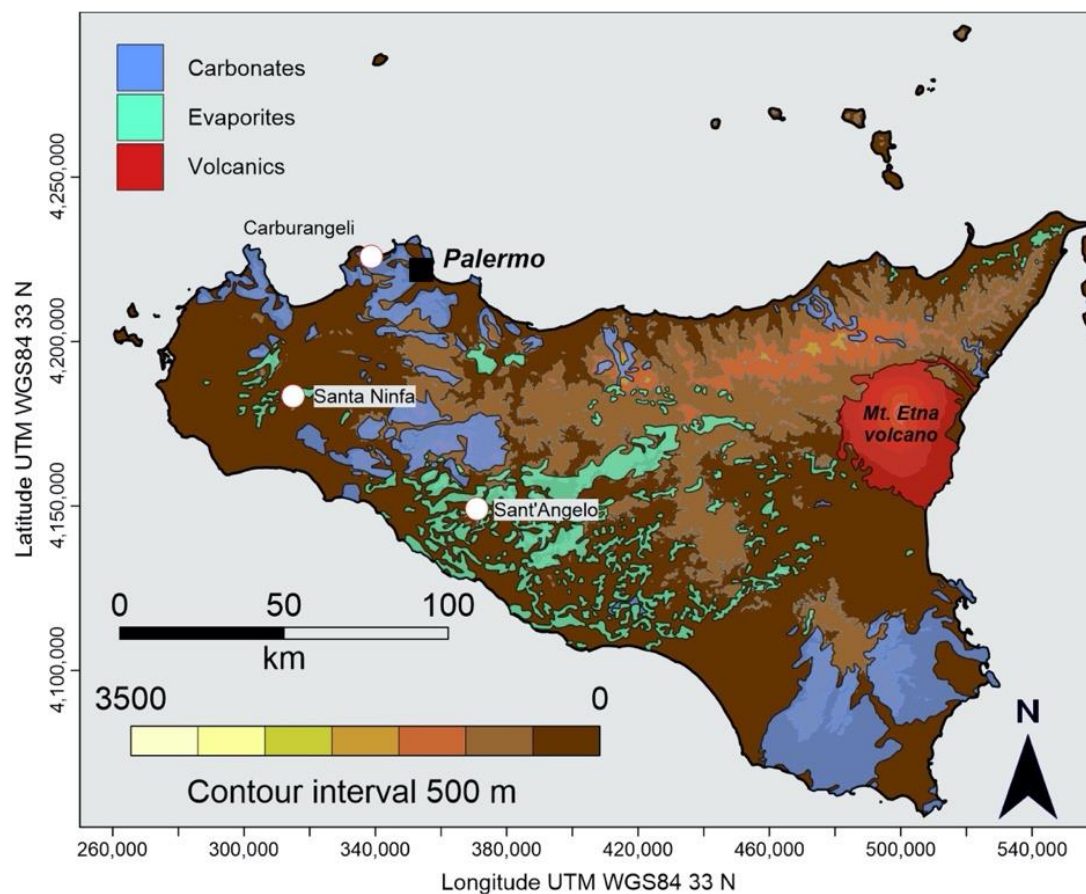 Carbonates
Evaporites
Volcanics
Carburangeli
Palermo
Santa Ninfa
Mt. Etna
volcano
Sant'Angelo
0 50 100
km
3500 0
Contour interval 500 m
N
4,250,000
4,200,000
4,150,000
4,100,000
Latitude UTM WGS84 33 N
260,000 300,000 340,000 380,000 420,000 460,000 500,000 540,000
Longitude UTM WGS84 33 N